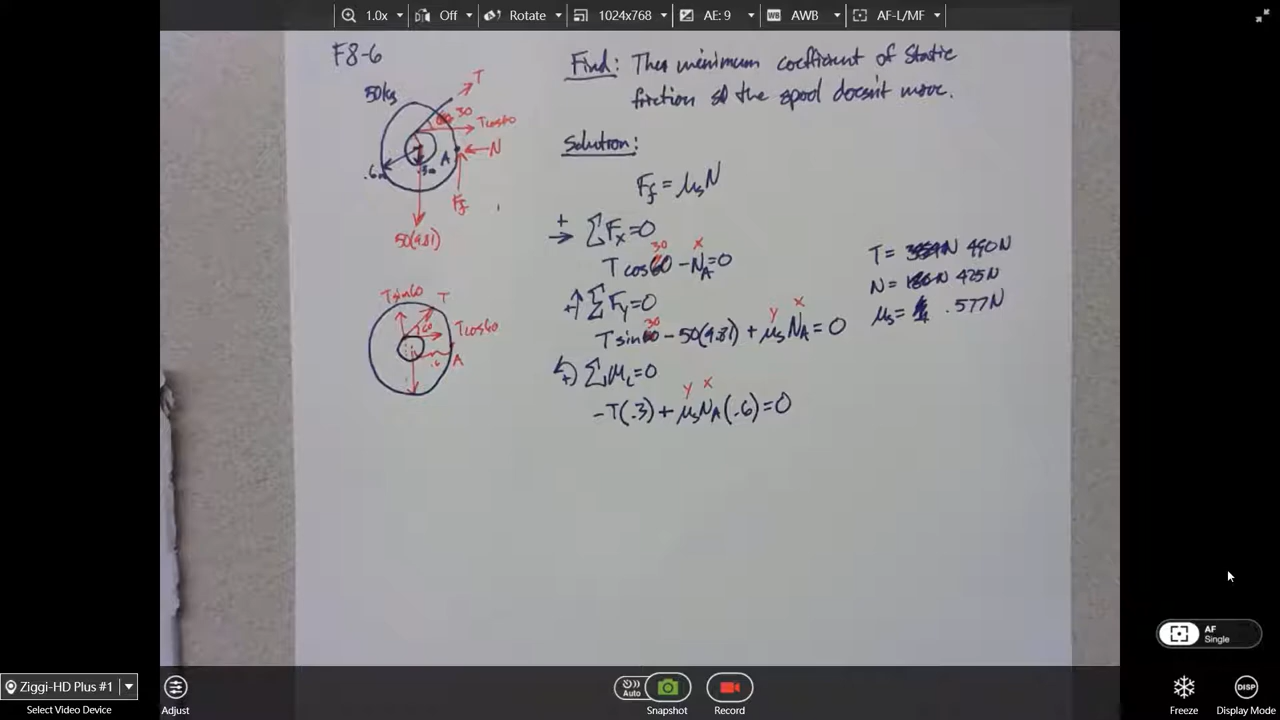 1.0x
Off
Rotate
1024x768
AE: 9
AWB
AF-L/MF
F8-6
Find: The minimum coefficient of static
friction so the spool doesn't move.
50kg
T
30
Tcos60
A
N
.6m
.3m
Ff
50(9.81)
Solution:
Ff = μsN
+→ ΣFx=0
30 x
T cos60 - NA = 0
+↑ ΣFy=0
30 y x
T sin60 - 50(9.81) + μsNA = 0
+ ΣMc=0
y x
-T(.3) + μsNA(.6) = 0
T = 490N
N = 425N
μs = .577N
Tsin60
T
60
Tcos60
.6
A
AF
Single
Ziggi-HD Plus #1
Select Video Device
Adjust
Auto
Snapshot
Record
Freeze
DISP
Display Mode